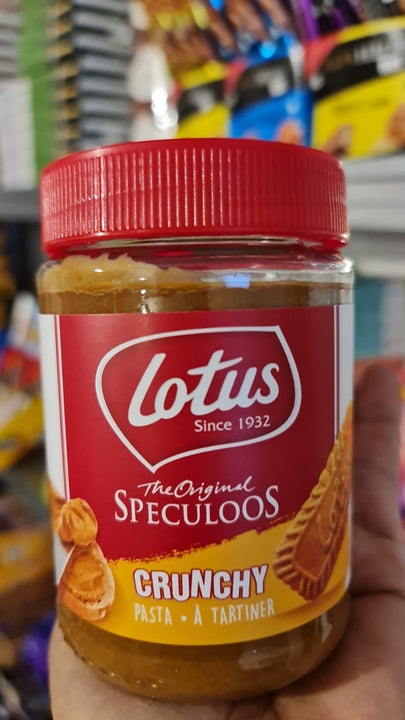 Lotus
Since 1932
The Original
SPECULOOS
CRUNCHY
PASTA • À TARTINER